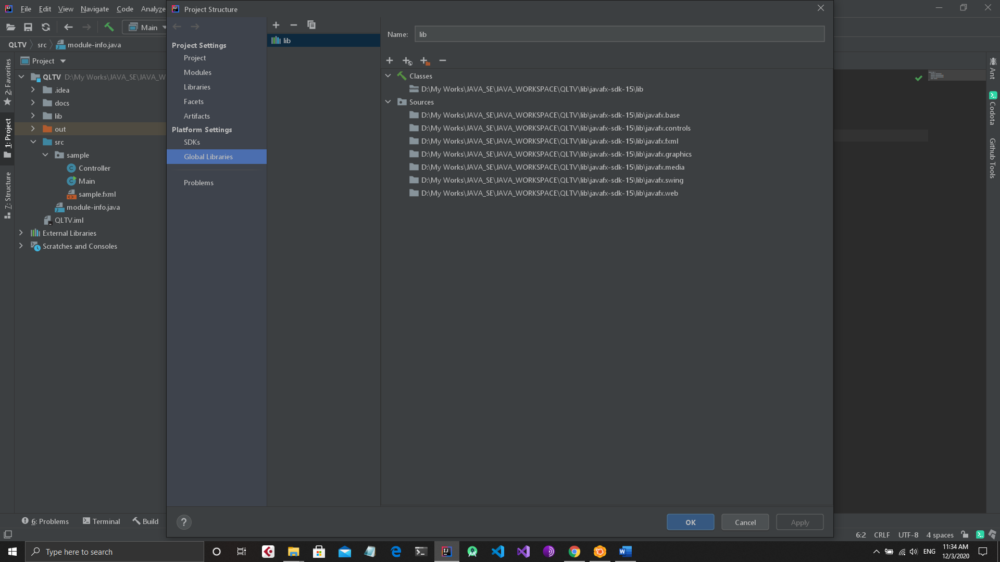 File Edit View Navigate Code Analyze
Project Structure
Main
QLTV src module-info.java
Project
QLTV D:\My Works\JAVA_SE\JAVA_W
.idea
docs
lib
out
src
sample
Controller
Main
sample.fxml
module-info.java
QLTV.iml
External Libraries
Scratches and Consoles
2: Favorites
1: Project
7: Structure
Project Settings
Project
Modules
Libraries
Facets
Artifacts
Platform Settings
SDKs
Global Libraries
Problems
lib
Name: lib
Classes
D:\My Works\JAVA_SE\JAVA_WORKSPACE\QLTV\lib\javafx-sdk-15\lib
Sources
D:\My Works\JAVA_SE\JAVA_WORKSPACE\QLTV\lib\javafx-sdk-15\lib\javafx.base
D:\My Works\JAVA_SE\JAVA_WORKSPACE\QLTV\lib\javafx-sdk-15\lib\javafx.controls
D:\My Works\JAVA_SE\JAVA_WORKSPACE\QLTV\lib\javafx-sdk-15\lib\javafx.fxml
D:\My Works\JAVA_SE\JAVA_WORKSPACE\QLTV\lib\javafx-sdk-15\lib\javafx.graphics
D:\My Works\JAVA_SE\JAVA_WORKSPACE\QLTV\lib\javafx-sdk-15\lib\javafx.media
D:\My Works\JAVA_SE\JAVA_WORKSPACE\QLTV\lib\javafx-sdk-15\lib\javafx.swing
D:\My Works\JAVA_SE\JAVA_WORKSPACE\QLTV\lib\javafx-sdk-15\lib\javafx.web
Ant
Codota
Github Tools
OK Cancel Apply
6: Problems Terminal Build
6:2 CRLF UTF-8 4 spaces
Type here to search
ENG
11:34 AM
12/3/2020